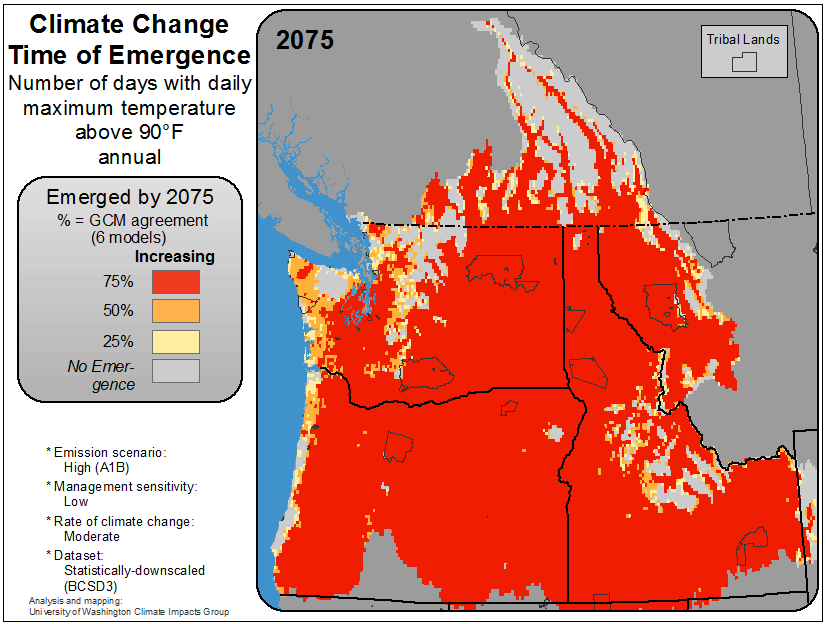 Climate Change
Time of Emergence
Number of days with daily
maximum temperature
above 90°F
annual
Emerged by 2075
% = GCM agreement
(6 models)
Increasing
75%
50%
25%
No Emer-
gence
* Emission scenario:
High (A1B)
* Management sensitivity:
Low
* Rate of climate change:
Moderate
* Dataset:
Statistically-downscaled
(BCSD3)
Analysis and mapping:
University of Washington Climate Impacts Group
2075
Tribal Lands